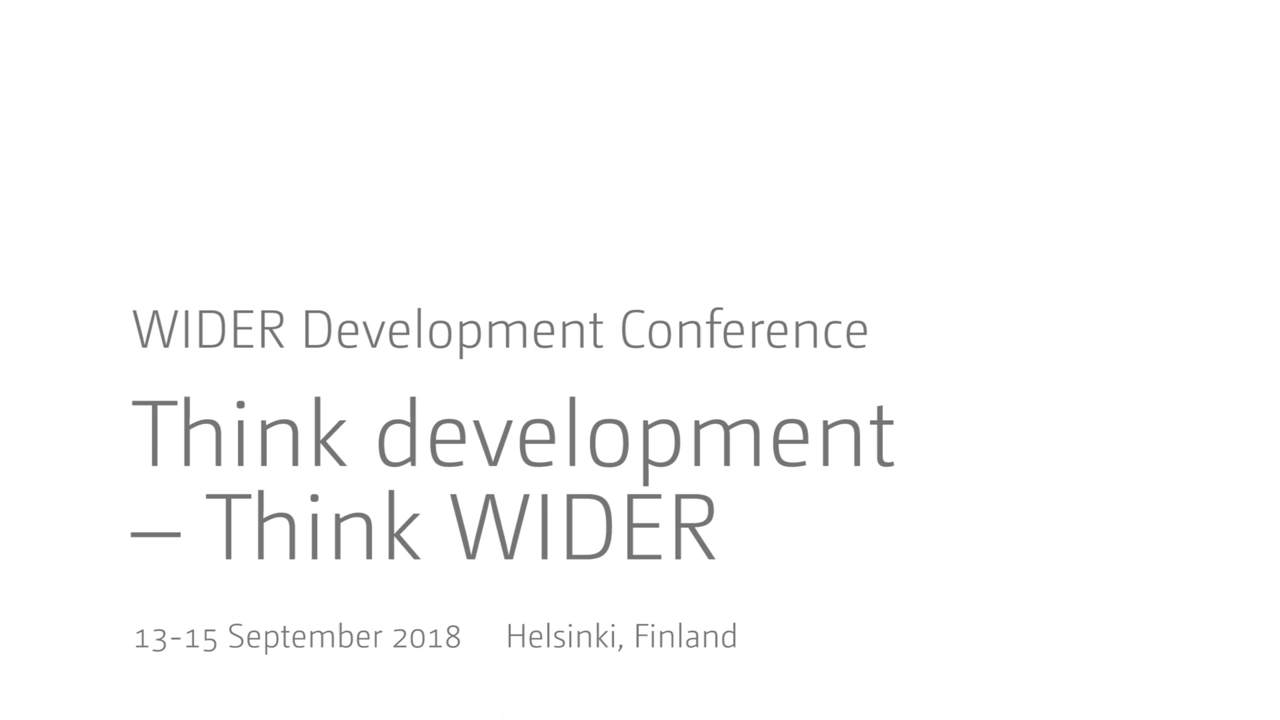 WIDER Development Conference
Think development
– Think WIDER
13-15 September 2018 Helsinki, Finland